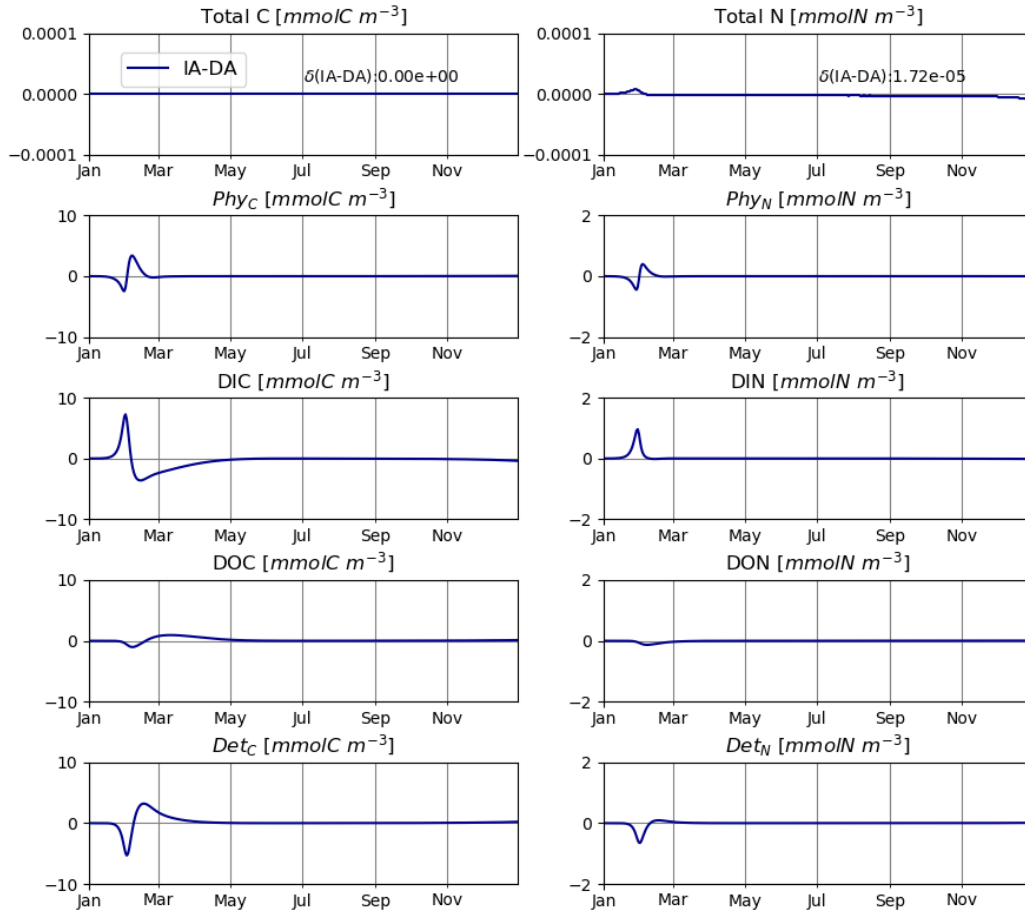 Total C [mmolC m⁻³]
0.0001
0.0000
−0.0001
IA-DA
δ(IA-DA):0.00e+00
Jan Mar May Jul Sep Nov
Total N [mmolN m⁻³]
0.0001
0.0000
−0.0001
δ(IA-DA):1.72e-05
Jan Mar May Jul Sep Nov
Phy_C [mmolC m⁻³]
10
0
−10
Jan Mar May Jul Sep Nov
Phy_N [mmolN m⁻³]
2
0
−2
Jan Mar May Jul Sep Nov
DIC [mmolC m⁻³]
10
0
−10
Jan Mar May Jul Sep Nov
DIN [mmolN m⁻³]
2
0
−2
Jan Mar May Jul Sep Nov
DOC [mmolC m⁻³]
10
0
−10
Jan Mar May Jul Sep Nov
DON [mmolN m⁻³]
2
0
−2
Jan Mar May Jul Sep Nov
Det_C [mmolC m⁻³]
10
0
−10
Jan Mar May Jul Sep Nov
Det_N [mmolN m⁻³]
2
0
−2
Jan Mar May Jul Sep Nov